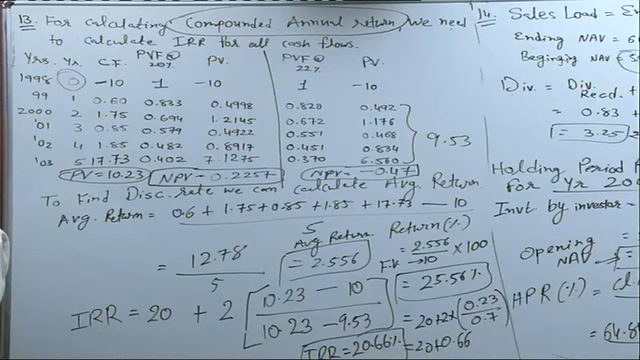 13. For calculating Compounded Annual return, we need
to calculate IRR for all cash flows.
Yrs. Yr. C.F. PVF@ 20% PV. PVF@ 22% PV.
1998 0 -10 1 -10 1 -10
99 1 0.60 0.833 0.4998 0.820 0.492
2000 2 1.75 0.694 1.2145 0.672 1.176
'01 3 0.85 0.579 0.4922 0.551 0.468
'02 4 1.85 0.482 0.8917 0.451 0.834
'03 5 17.73 0.402 7.1275 0.370 6.560
9.53
PV = 10.23 NPV = 0.2257 NPV = -0.47
To Find Disc. rate we can calculate Avg Return
Avg. Return = 0.6 + 1.75 + 0.85 + 1.85 + 17.73 - 10
5
= 12.78
5
Avg Return
= 2.556
Return (%)
= 2.556 × 100
F.V. → 10
= 25.56%
IRR = 20 + 2 [ 10.23 - 10
10.23 - 9.53 ]
= 20 + 2 × ( 0.23
0.7 )
= 20 + 0.66
IRR = 20.66%
14. Sales Load =
Ending NAV = 6
Beginging NAV =
Div. = Div.
Recd. +
= 0.83 +
= 3.25
Holding Period
For Yr 200
Invt. by investor -
Opening
NAV
HPR (%) = Cl.
= 64.8